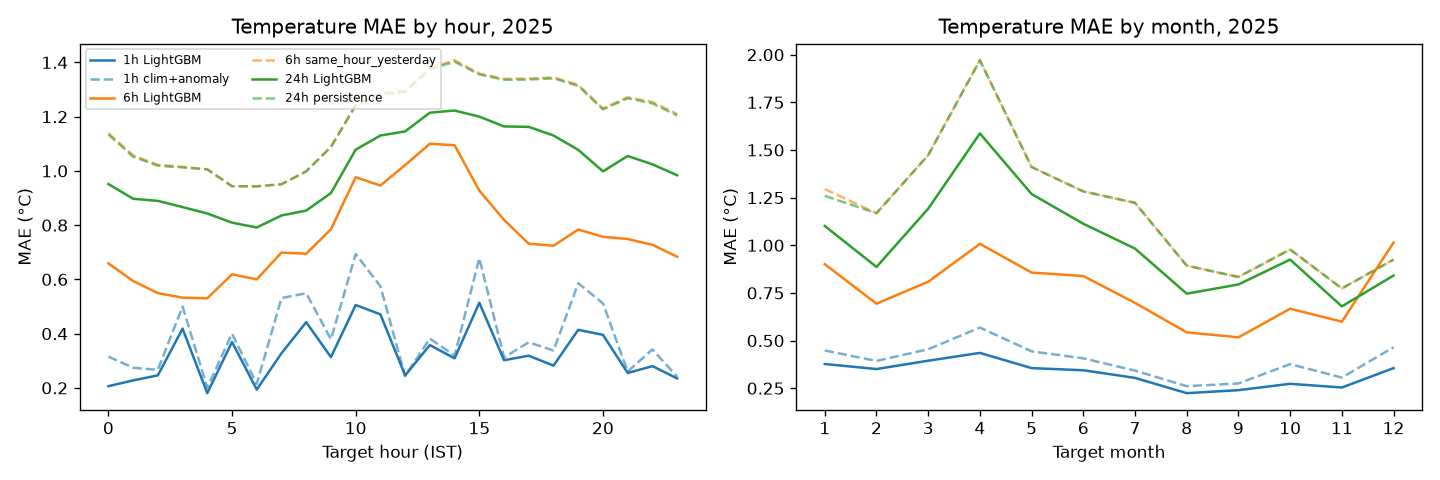 Temperature MAE by hour, 2025
MAE (°C)
1.4
1.2
1.0
0.8
0.6
0.4
0.2
1h LightGBM
1h clim+anomaly
6h LightGBM
6h same_hour_yesterday
24h LightGBM
24h persistence
0 5 10 15 20
Target hour (IST)
Temperature MAE by month, 2025
MAE (°C)
2.00
1.75
1.50
1.25
1.00
0.75
0.50
0.25
1 2 3 4 5 6 7 8 9 10 11 12
Target month